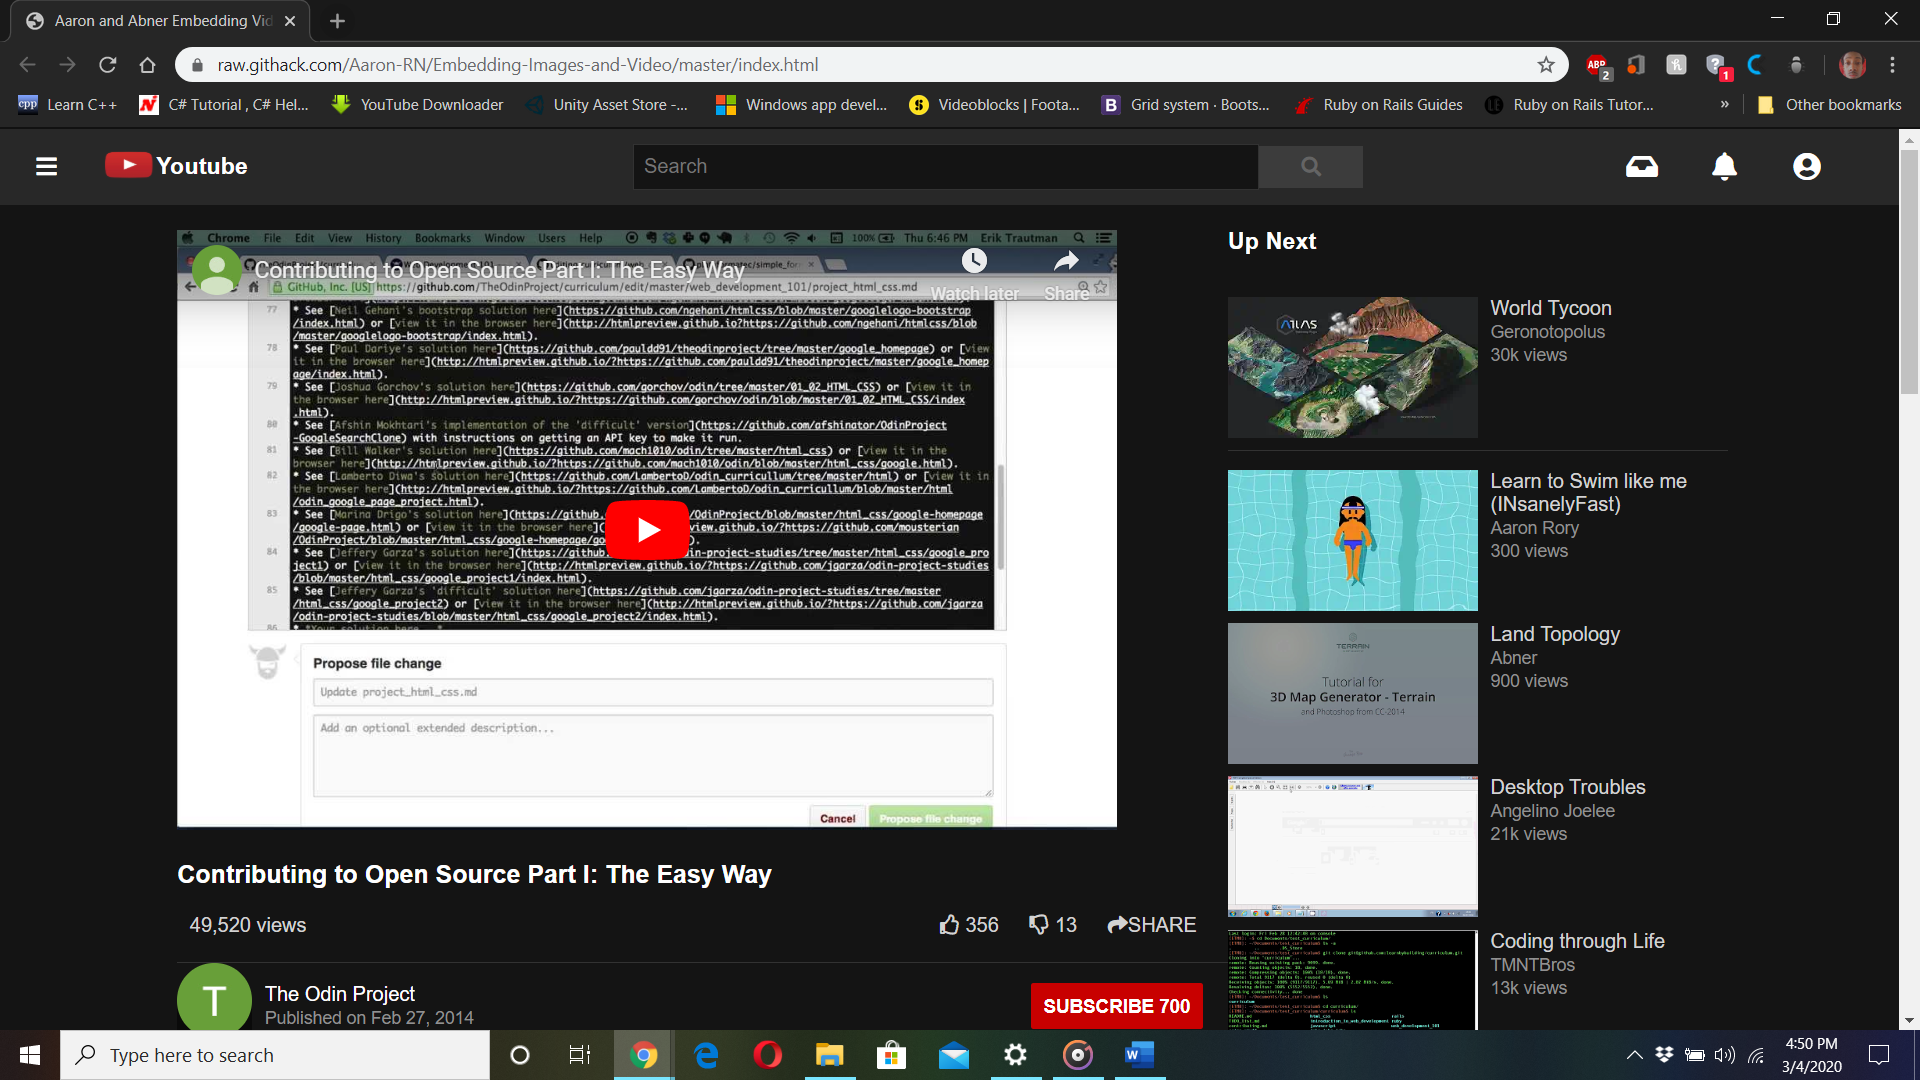 Aaron and Abner Embedding Vid
raw.githack.com/Aaron-RN/Embedding-Images-and-Video/master/index.html
ABP 2
1
cpp Learn C++
C# Tutorial , C# Hel...
YouTube Downloader
Unity Asset Store -...
Windows app devel...
Videoblocks | Foota...
B Grid system · Boots...
Ruby on Rails Guides
Ruby on Rails Tutor...
»
Other bookmarks
Youtube
Search
Chrome File Edit View History Bookmarks Window Users Help 100% Thu 6:46 PM Erik Trautman
Contributing to Open Source Part I: The Easy Way
Watch later
Share
GitHub, Inc. [US] https://github.com/TheOdinProject/curriculum/edit/master/web_development_101/project_html_css.md
77 * See [Neil Gehani's bootstrap solution here](https://github.com/ngehani/htmlcss/blob/master/googlelogo-bootstrap
/index.html) or [view it in the browser here](http://htmlpreview.github.io?https://github.com/ngehani/htmlcss/blob
/master/googlelogo-bootstrap/index.html).
78 * See [Paul Dariye's solution here](https://github.com/pauldd91/theodinproject/tree/master/google_homepage) or [view
it in the browser here](http://htmlpreview.github.io/?https://github.com/pauldd91/theodinproject/master/google_homep
age/index.html).
79 * See [Joshua Gorchov's solution here](https://github.com/gorchov/odin/tree/master/01_02_HTML_CSS) or [view it in
the browser here](http://htmlpreview.github.io/?https://github.com/gorchov/odin/blob/master/01_02_HTML_CSS/index
.html).
80 * See [Afshin Mokhtari's implementation of the 'difficult' version](https://github.com/afshinator/OdinProject
-GoogleSearchClone) with instructions on getting an API key to make it run.
81 * See [Bill Walker's solution here](https://github.com/mach1010/odin/tree/master/html_css) or [view it in the
browser here](http://htmlpreview.github.io/?https://github.com/mach1010/odin/blob/master/html_css/google.html).
82 * See [Lamberto Diwa's solution here](https://github.com/LambertoD/odin_curricullum/tree/master/html) or [view it in
the browser here](http://htmlpreview.github.io/?https://github.com/LambertoD/odin_curricullum/blob/master/html
/odin_google_page_project.html).
83 * See [Marina Drigo's solution here](https://github. /OdinProject/blob/master/html_css/google-homepage
/google-page.html) or [view it in the browser here]( view.github.io/?https://github.com/mousterian
/OdinProject/blob/master/html_css/google-homepage/go ).
84 * See [Jeffery Garza's solution here](https://githu in-project-studies/tree/master/html_css/google_pro
ject1) or [view it in the browser here](http://htmlpreview.github.io/?https://github.com/jgarza/odin-project-studies
/blob/master/html_css/google_project1/index.html).
85 * See [Jeffery Garza's 'difficult' solution here](https://github.com/jgarza/odin-project-studies/tree/master
/html_css/google_project2) or [view it in the browser here](http://htmlpreview.github.io/?https://github.com/jgarza
/odin-project-studies/blob/master/html_css/google_project2/index.html).
86 * *Your solution here...*
Propose file change
Update project_html_css.md
Add an optional extended description...
Cancel Propose file change
Contributing to Open Source Part I: The Easy Way
49,520 views
356
13
SHARE
T
The Odin Project
Published on Feb 27, 2014
SUBSCRIBE 700
Up Next
ATLAS
World Tycoon
Geronotopolus
30k views
Learn to Swim like me
(INsanelyFast)
Aaron Rory
300 views
TERRAIN
Tutorial for
3D Map Generator - Terrain
and Photoshop from CC-2014
Land Topology
Abner
900 views
Desktop Troubles
Angelino Joelee
21k views
Coding through Life
TMNTBros
13k views
Type here to search
4:50 PM
3/4/2020